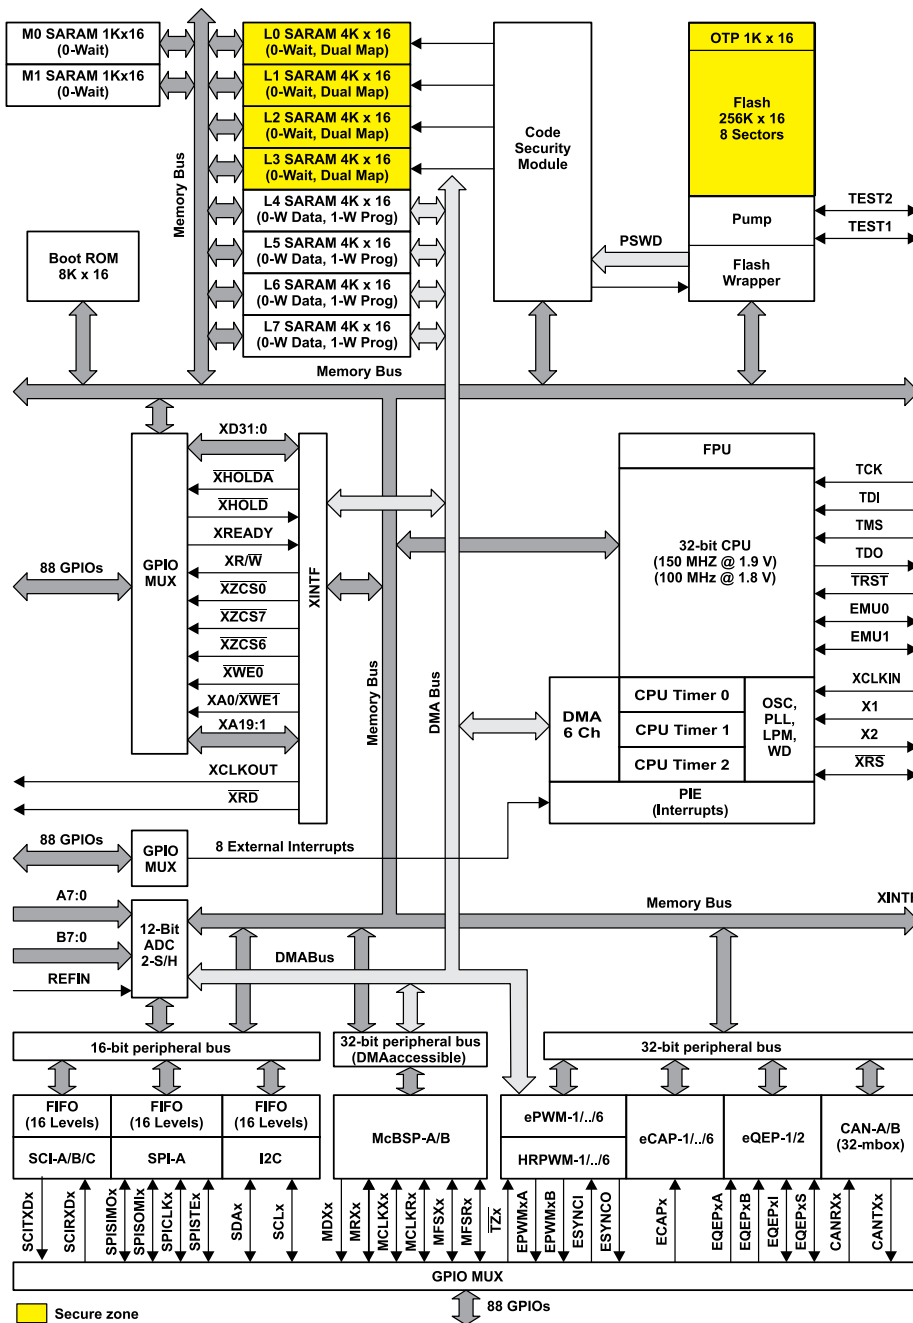 M0 SARAM 1Kx16
(0-Wait)
M1 SARAM 1Kx16
(0-Wait)
L0 SARAM 4K x 16
(0-Wait, Dual Map)
L1 SARAM 4K x 16
(0-Wait, Dual Map)
L2 SARAM 4K x 16
(0-Wait, Dual Map)
L3 SARAM 4K x 16
(0-Wait, Dual Map)
L4 SARAM 4K x 16
(0-W Data, 1-W Prog)
L5 SARAM 4K x 16
(0-W Data, 1-W Prog)
L6 SARAM 4K x 16
(0-W Data, 1-W Prog)
L7 SARAM 4K x 16
(0-W Data, 1-W Prog)
Memory Bus
Boot ROM
8K x 16
Code
Security
Module
OTP 1K x 16
Flash
256K x 16
8 Sectors
Pump
Flash
Wrapper
PSWD
TEST2
TEST1
Memory Bus
XD31:0
XHOLDA
XHOLD
XREADY
XR/W
XZCS0
XZCS7
XZCS6
XWE0
XA0/XWE1
XA19:1
XCLKOUT
XRD
88 GPIOs
GPIO
MUX
XINTF
Memory Bus
DMA Bus
FPU
32-bit CPU
(150 MHZ @ 1.9 V)
(100 MHz @ 1.8 V)
DMA
6 Ch
CPU Timer 0
CPU Timer 1
CPU Timer 2
OSC,
PLL,
LPM,
WD
PIE
(Interrupts)
TCK
TDI
TMS
TDO
TRST
EMU0
EMU1
XCLKIN
X1
X2
XRS
88 GPIOs
GPIO
MUX
8 External Interrupts
A7:0
B7:0
REFIN
12-Bit
ADC
2-S/H
Memory Bus
XINTF
DMABus
16-bit peripheral bus
32-bit peripheral bus
(DMAaccessible)
32-bit peripheral bus
FIFO
(16 Levels)
SCI-A/B/C
FIFO
(16 Levels)
SPI-A
FIFO
(16 Levels)
I2C
McBSP-A/B
ePWM-1/../6
HRPWM-1/../6
eCAP-1/../6
eQEP-1/2
CAN-A/B
(32-mbox)
SCITXDx
SCIRXDx
SPISIMOx
SPISOMIx
SPICLKx
SPISTEx
SDAx
SCLx
MDXx
MRXx
MCLKXx
MCLKRx
MFSXx
MFSRx
TZx
EPWMxA
EPWMxB
ESYNCI
ESYNCO
ECAPx
EQEPxA
EQEPxB
EQEPxI
EQEPxS
CANRXx
CANTXx
GPIO MUX
88 GPIOs
Secure zone